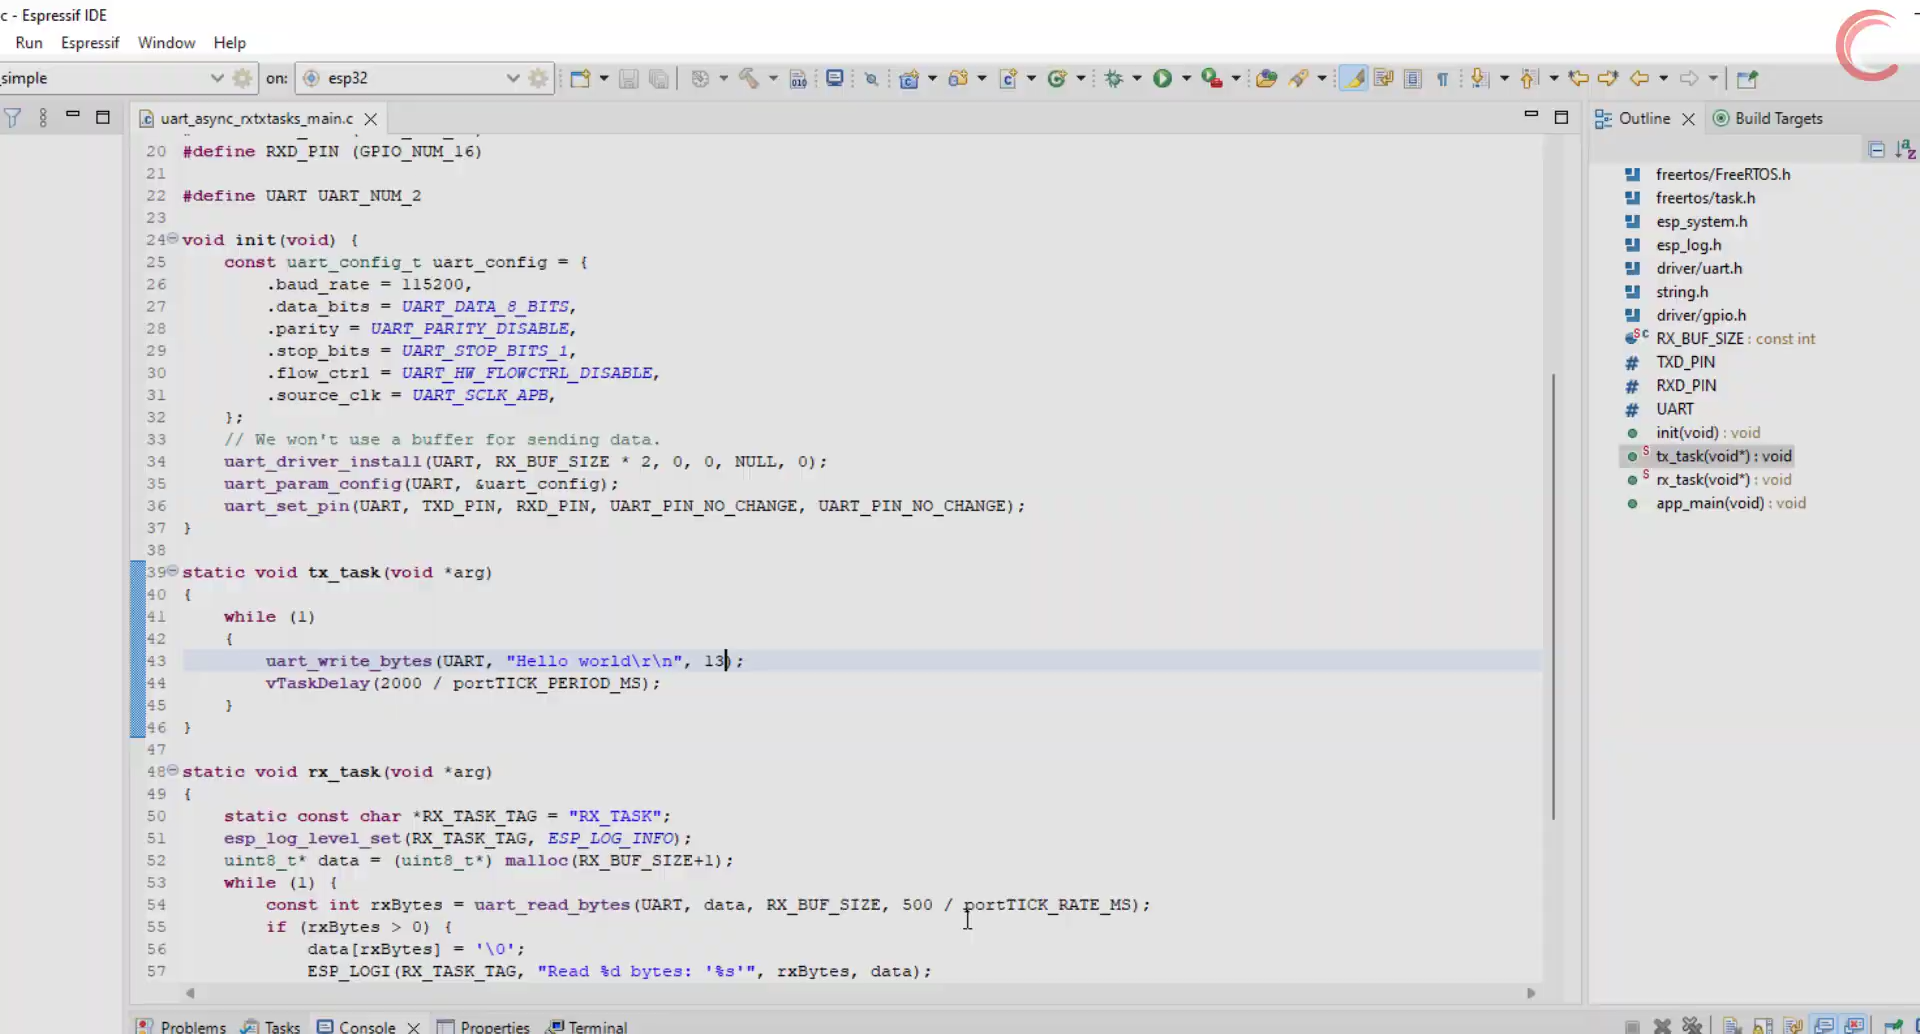 c - Espressif IDE
Run Espressif Window Help
simple on: esp32
uart_async_rxtxtasks_main.c
20 #define RXD_PIN (GPIO_NUM_16)
21
22 #define UART UART_NUM_2
23
24 void init(void) {
25 const uart_config_t uart_config = {
26 .baud_rate = 115200,
27 .data_bits = UART_DATA_8_BITS,
28 .parity = UART_PARITY_DISABLE,
29 .stop_bits = UART_STOP_BITS_1,
30 .flow_ctrl = UART_HW_FLOWCTRL_DISABLE,
31 .source_clk = UART_SCLK_APB,
32 };
33 // We won't use a buffer for sending data.
34 uart_driver_install(UART, RX_BUF_SIZE * 2, 0, 0, NULL, 0);
35 uart_param_config(UART, &uart_config);
36 uart_set_pin(UART, TXD_PIN, RXD_PIN, UART_PIN_NO_CHANGE, UART_PIN_NO_CHANGE);
37 }
38
39 static void tx_task(void *arg)
40 {
41 while (1)
42 {
43 uart_write_bytes(UART, "Hello world\r\n", 13);
44 vTaskDelay(2000 / portTICK_PERIOD_MS);
45 }
46 }
47
48 static void rx_task(void *arg)
49 {
50 static const char *RX_TASK_TAG = "RX_TASK";
51 esp_log_level_set(RX_TASK_TAG, ESP_LOG_INFO);
52 uint8_t* data = (uint8_t*) malloc(RX_BUF_SIZE+1);
53 while (1) {
54 const int rxBytes = uart_read_bytes(UART, data, RX_BUF_SIZE, 500 / portTICK_RATE_MS);
55 if (rxBytes > 0) {
56 data[rxBytes] = '\0';
57 ESP_LOGI(RX_TASK_TAG, "Read %d bytes: '%s'", rxBytes, data);
Outline Build Targets
freertos/FreeRTOS.h
freertos/task.h
esp_system.h
esp_log.h
driver/uart.h
string.h
driver/gpio.h
RX_BUF_SIZE : const int
# TXD_PIN
# RXD_PIN
# UART
init(void) : void
tx_task(void*) : void
rx_task(void*) : void
app_main(void) : void
Problems Tasks Console Properties Terminal